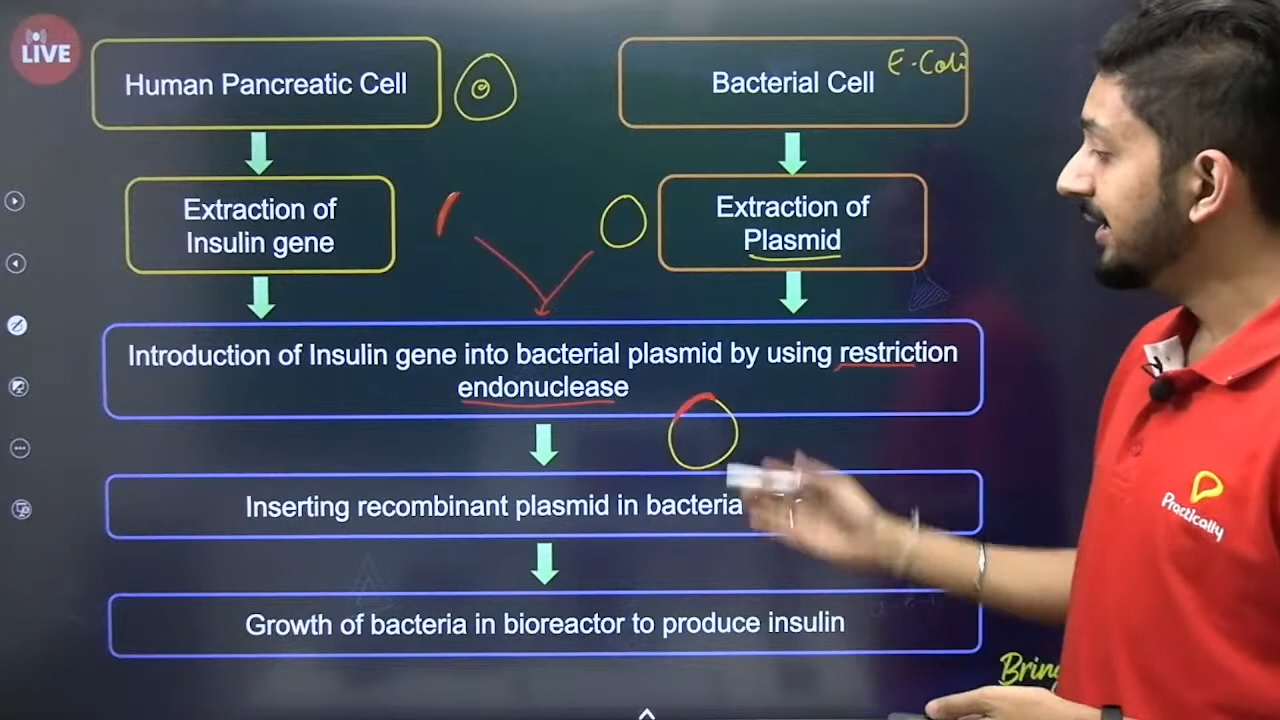 LIVE
Human Pancreatic Cell
Bacterial Cell
E. Coli
Extraction of
Insulin gene
Extraction of
Plasmid
Introduction of Insulin gene into bacterial plasmid by using restriction
endonuclease
Inserting recombinant plasmid in bacteria
Growth of bacteria in bioreactor to produce insulin
Practically
Bring